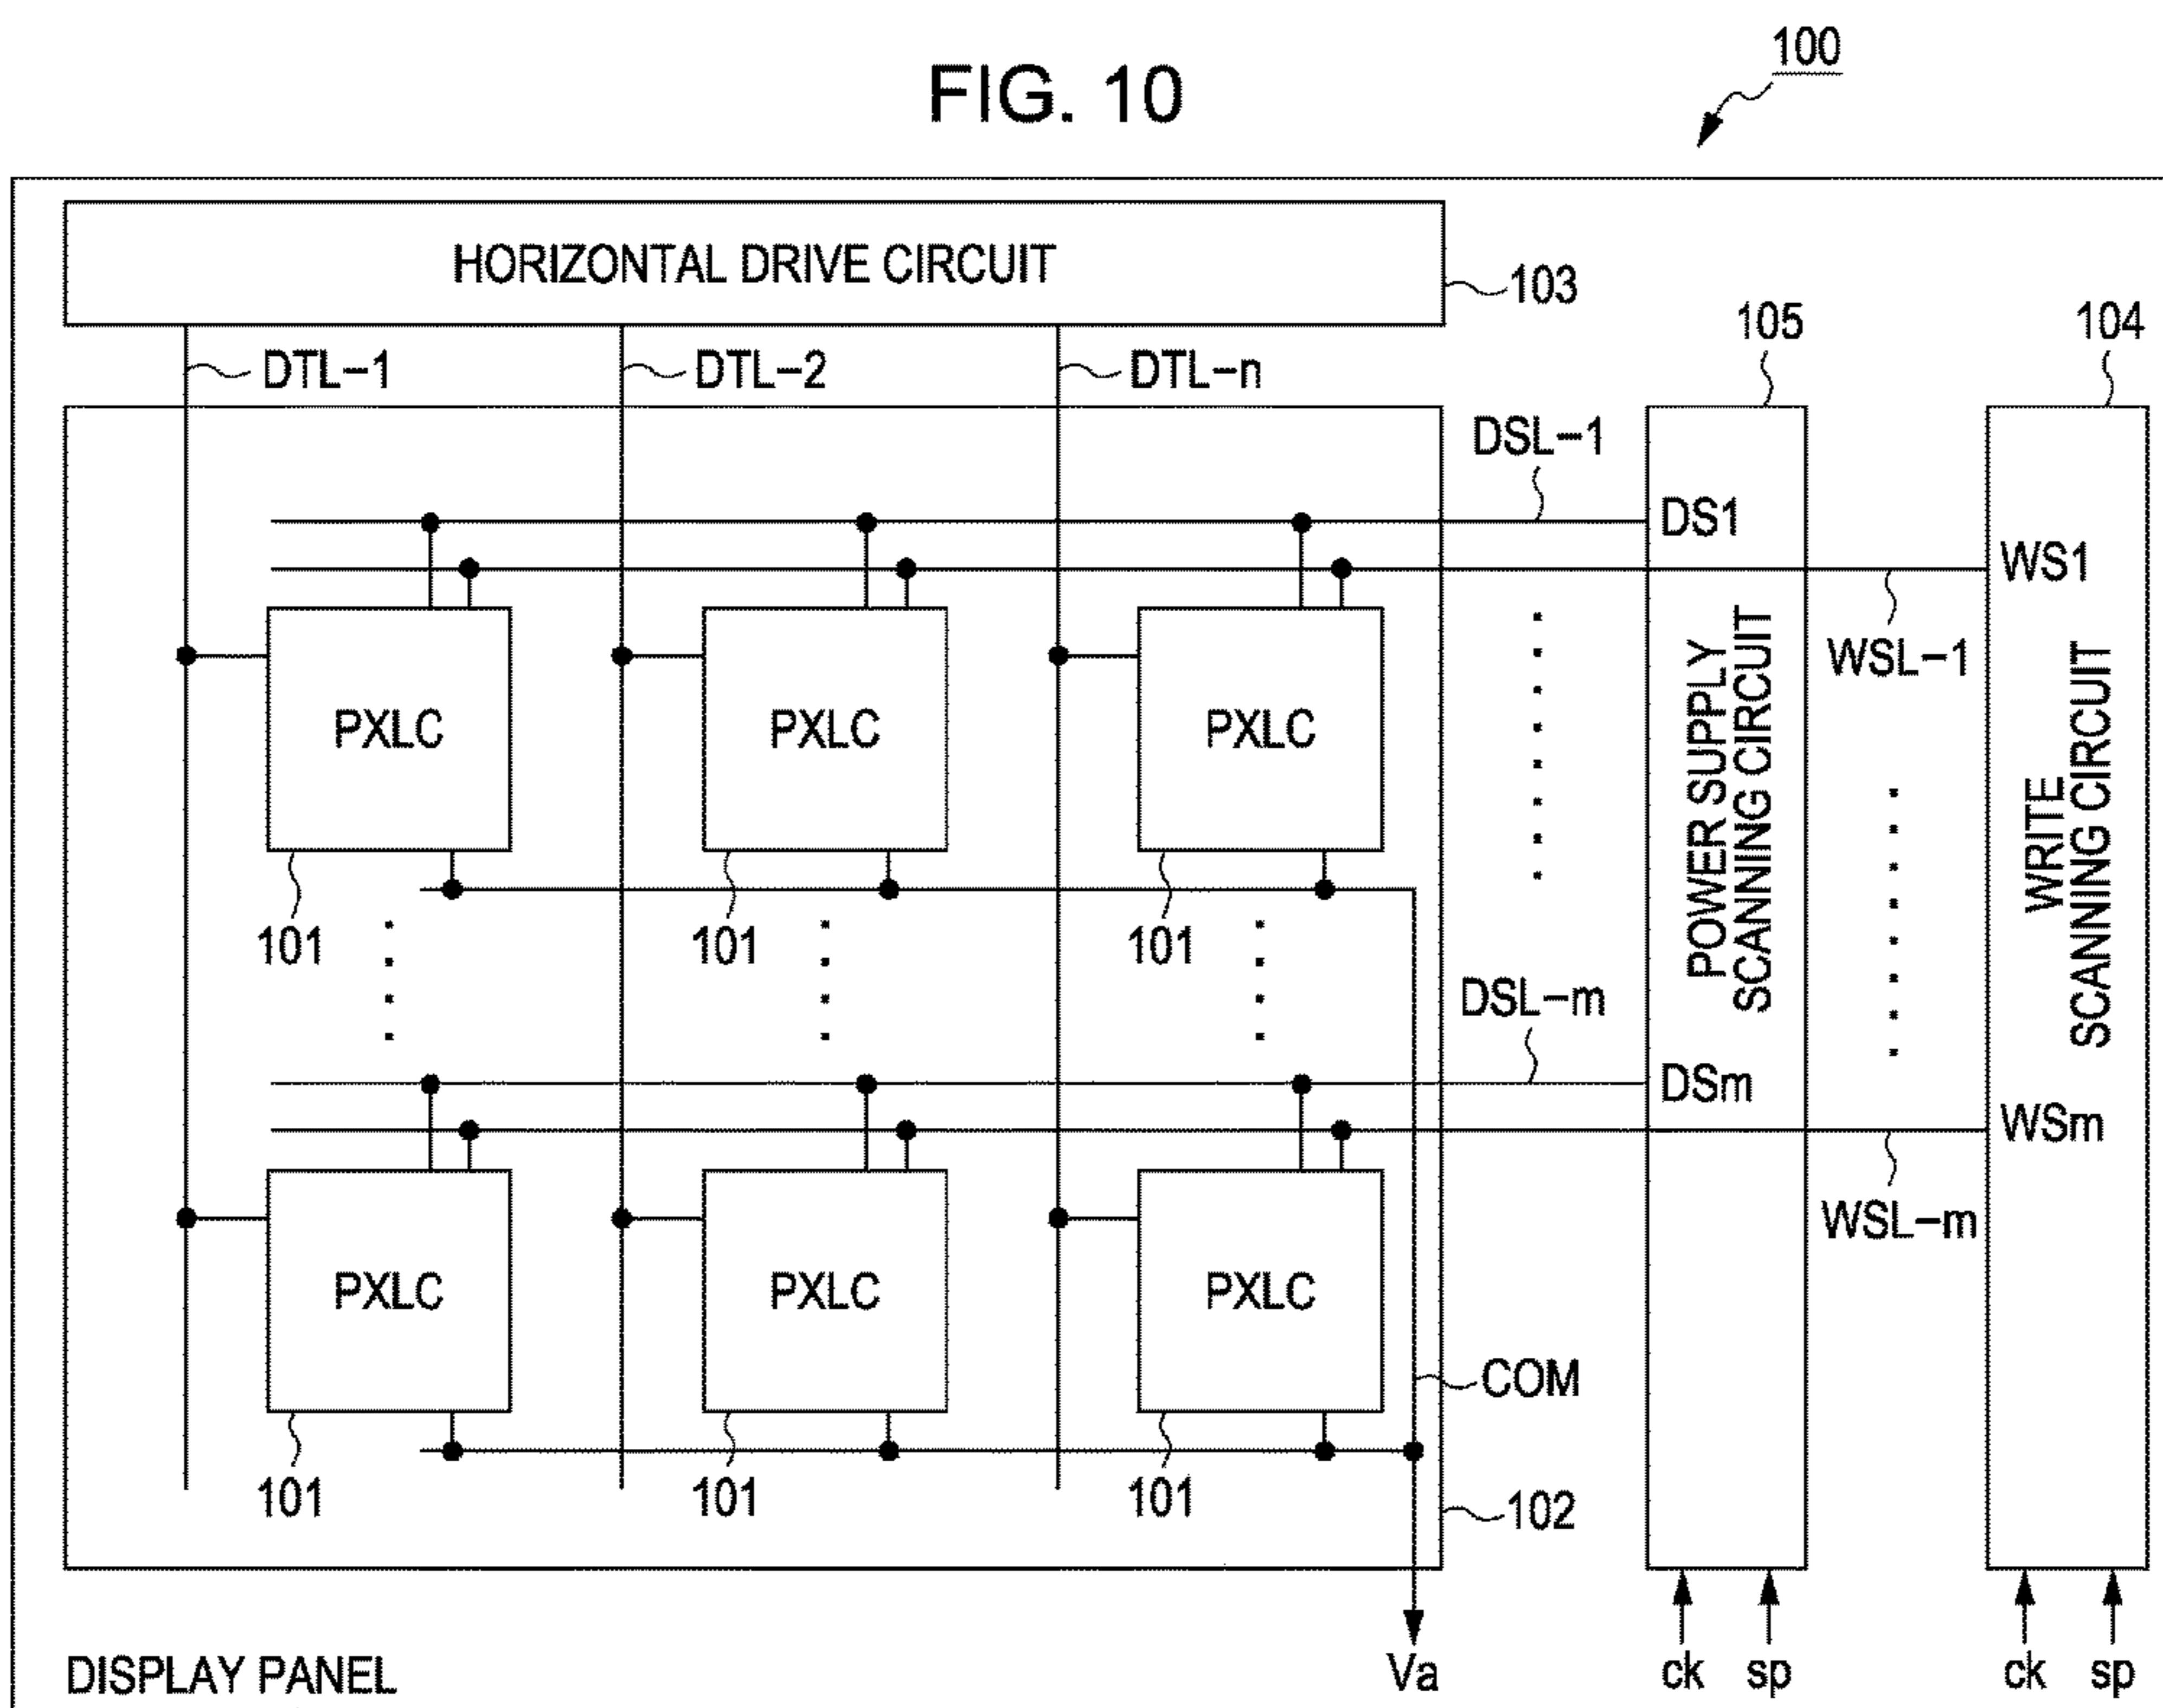 FIG. 10
100
HORIZONTAL DRIVE CIRCUIT
103
DTL-1
DTL-2
DTL-n
105
104
DSL-1
DS1
WS1
WSL-1
PXLC
PXLC
PXLC
101
101
101
POWER SUPPLY
SCANNING CIRCUIT
WRITE
SCANNING CIRCUIT
DSL-m
DSm
WSm
WSL-m
PXLC
PXLC
PXLC
COM
101
101
101
102
DISPLAY PANEL
Va
ck
sp
ck
sp